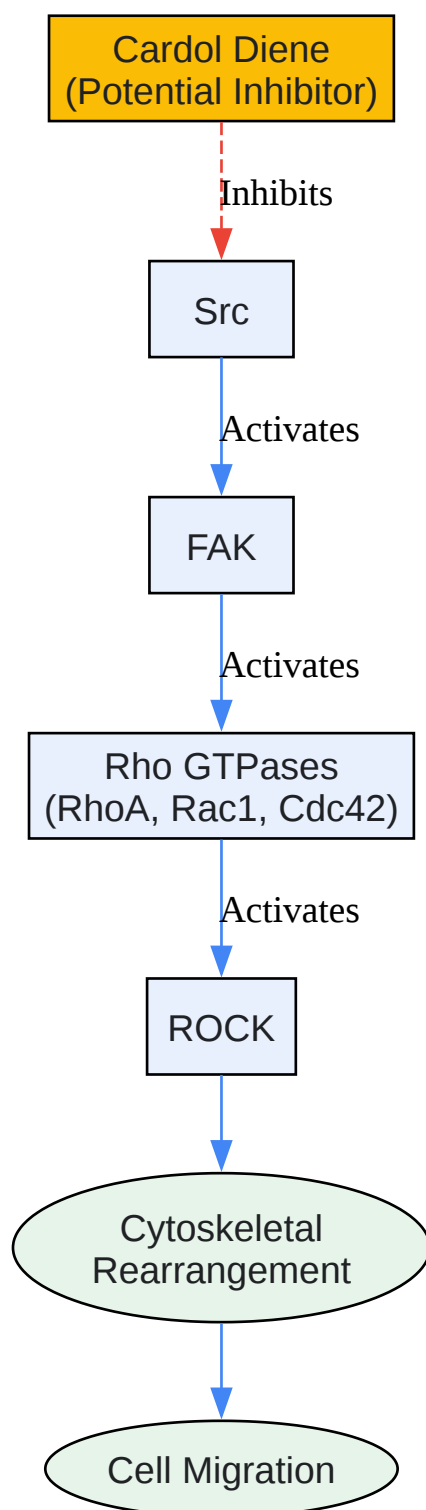 Cardol Diene
(Potential Inhibitor)
Inhibits
Src
Activates
FAK
Activates
Rho GTPases
(RhoA, Rac1, Cdc42)
Activates
ROCK
Cytoskeletal
Rearrangement
Cell Migration